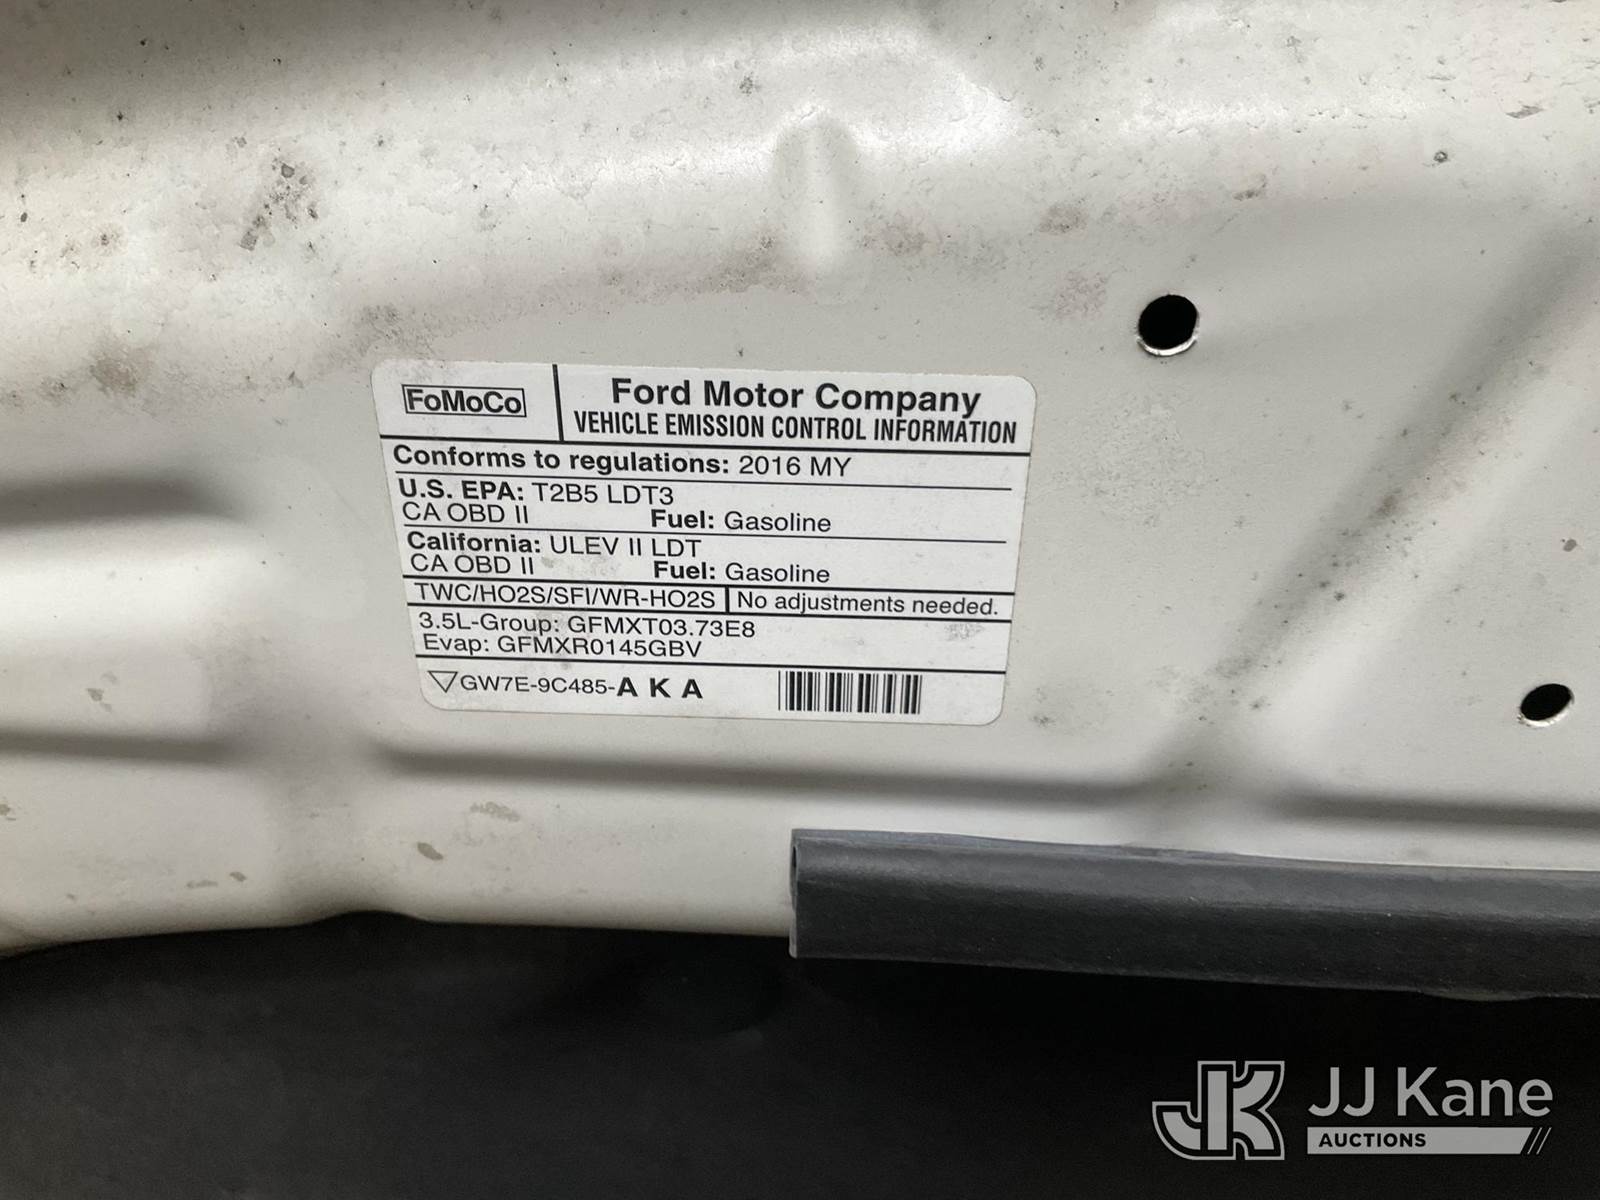 FoMoCo
Ford Motor Company
VEHICLE EMISSION CONTROL INFORMATION
Conforms to regulations: 2016 MY
U.S. EPA: T2B5 LDT3
CA OBD II Fuel: Gasoline
California: ULEV II LDT
CA OBD II Fuel: Gasoline
TWC/HO2S/SFI/WR-HO2S No adjustments needed.
3.5L-Group: GFMXT03.73E8
Evap: GFMXR0145GBV
GW7E-9C485-A K A
JK JJ Kane
AUCTIONS